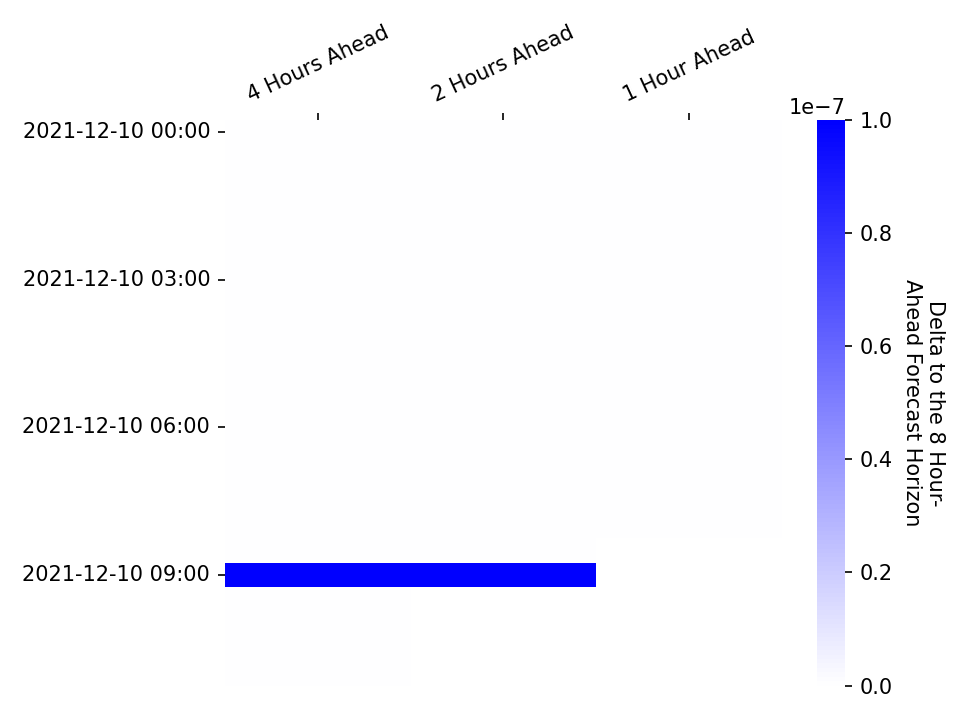 4 Hours Ahead
2 Hours Ahead
1 Hour Ahead
1e−7
2021-12-10 00:00
2021-12-10 03:00
2021-12-10 06:00
2021-12-10 09:00
1.0
0.8
0.6
0.4
0.2
0.0
Delta to the 8 Hour-
Ahead Forecast Horizon